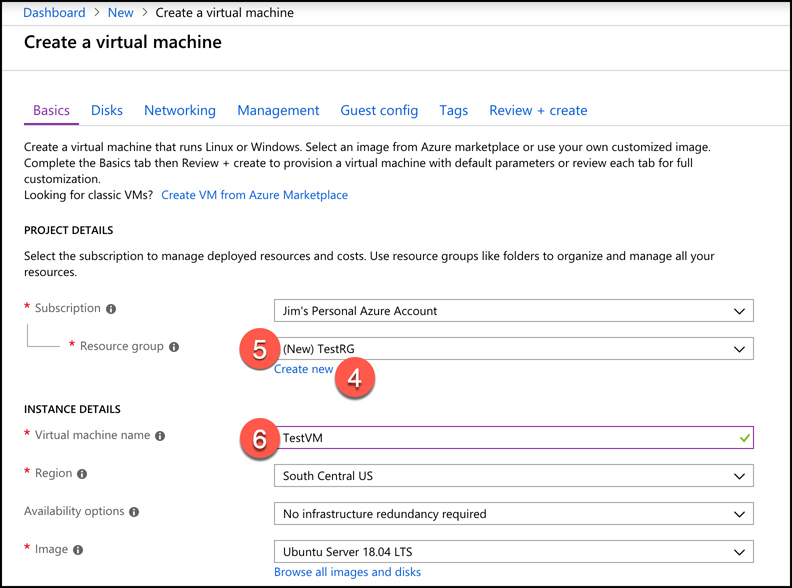 Dashboard > New > Create a virtual machine
Create a virtual machine
Basics Disks Networking Management Guest config Tags Review + create
Create a virtual machine that runs Linux or Windows. Select an image from Azure marketplace or use your own customized image.
Complete the Basics tab then Review + create to provision a virtual machine with default parameters or review each tab for full
customization.
Looking for classic VMs? Create VM from Azure Marketplace
PROJECT DETAILS
Select the subscription to manage deployed resources and costs. Use resource groups like folders to organize and manage all your
resources.
* Subscription Jim's Personal Azure Account
* Resource group 5 (New) TestRG
Create new 4
INSTANCE DETAILS
* Virtual machine name 6 TestVM
* Region South Central US
Availability options No infrastructure redundancy required
* Image Ubuntu Server 18.04 LTS
Browse all images and disks